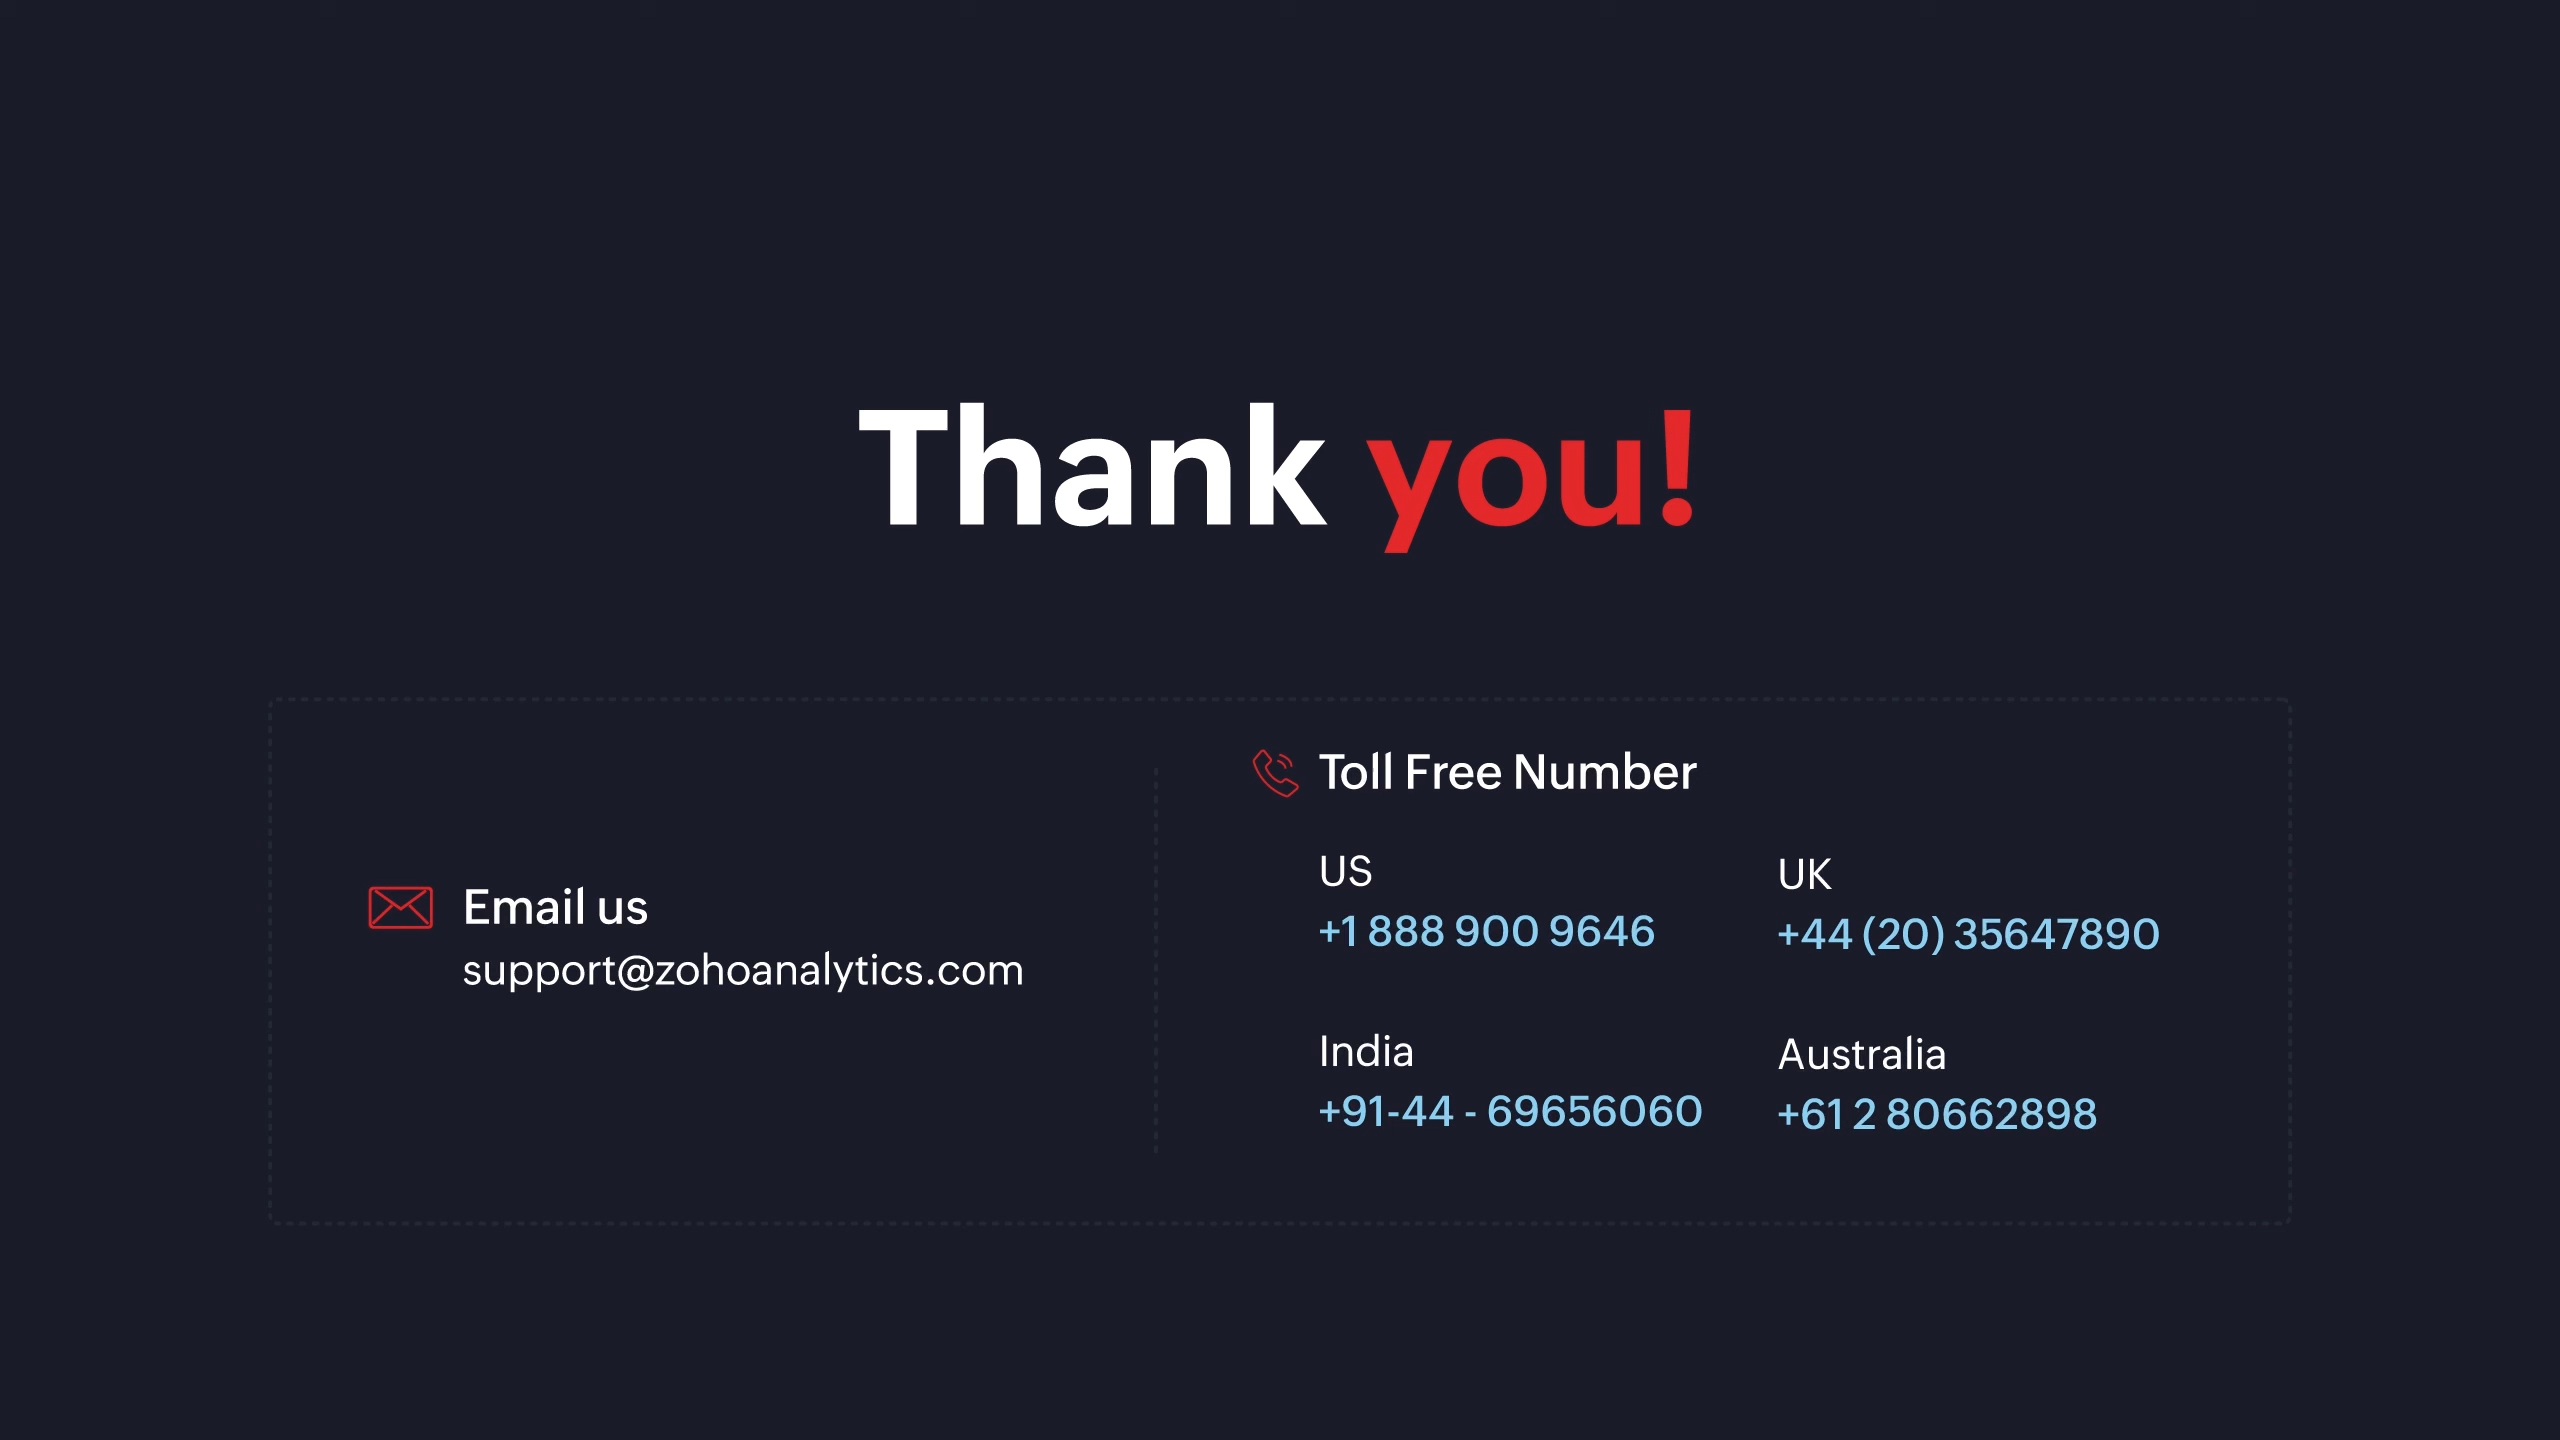 Thank you!
Email us
support@zohoanalytics.com
Toll Free Number
US
+1 888 900 9646
UK
+44 (20) 35647890
India
+91-44 - 69656060
Australia
+61 2 80662898